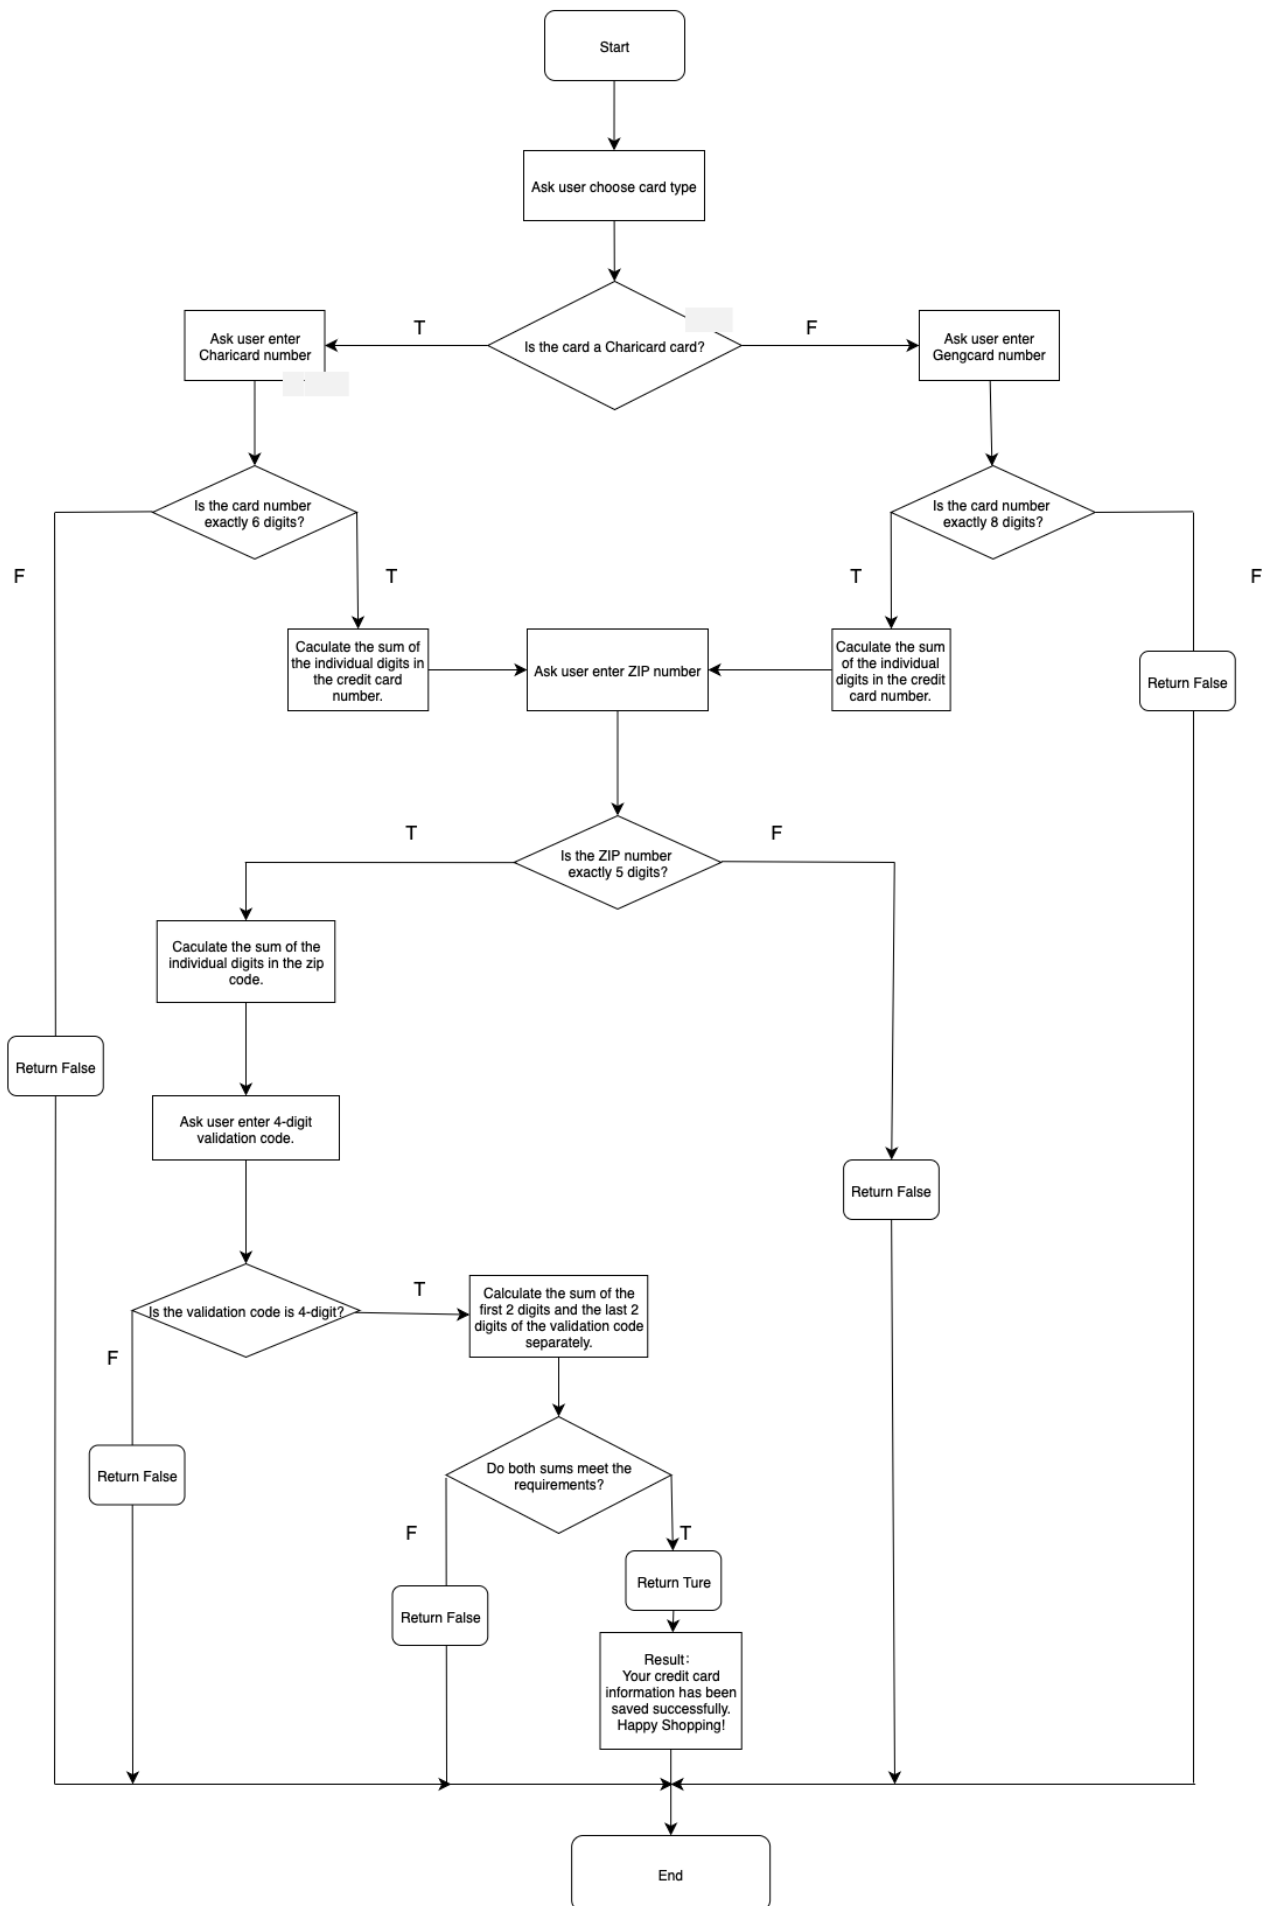 Start
Ask user choose card type
Is the card a Charicard card?
T
F
Ask user enter
Charicard number
Ask user enter
Gengcard number
Is the card number
exactly 6 digits?
Is the card number
exactly 8 digits?
F
T
T
F
Caculate the sum of
the individual digits in
the credit card
number.
Ask user enter ZIP number
Caculate the sum
of the individual
digits in the credit
card number.
Return False
Is the ZIP number
exactly 5 digits?
T
F
Caculate the sum of the
individual digits in the zip
code.
Return False
Ask user enter 4-digit
validation code.
Return False
Is the validation code is 4-digit?
T
F
Calculate the sum of the
first 2 digits and the last 2
digits of the validation code
separately.
Return False
Do both sums meet the
requirements?
F
T
Return False
Return Ture
Result:
Your credit card
information has been
saved successfully.
Happy Shopping!
End